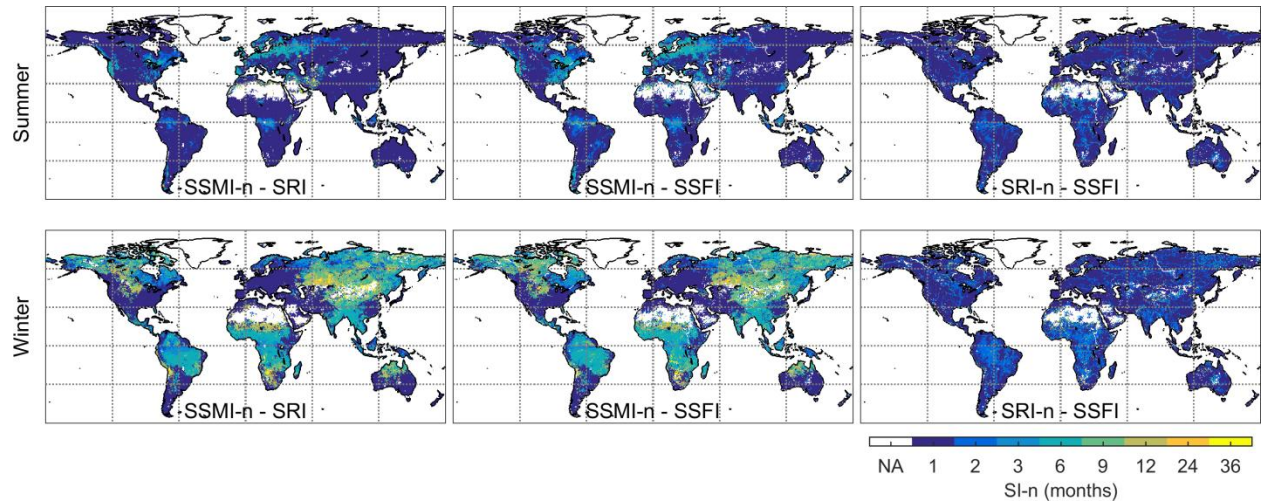 Summer
SSMI-n - SRI
SSMI-n - SSFI
SRI-n - SSFI
Winter
SSMI-n - SRI
SSMI-n - SSFI
SRI-n - SSFI
NA 1 2 3 6 9 12 24 36
SI-n (months)